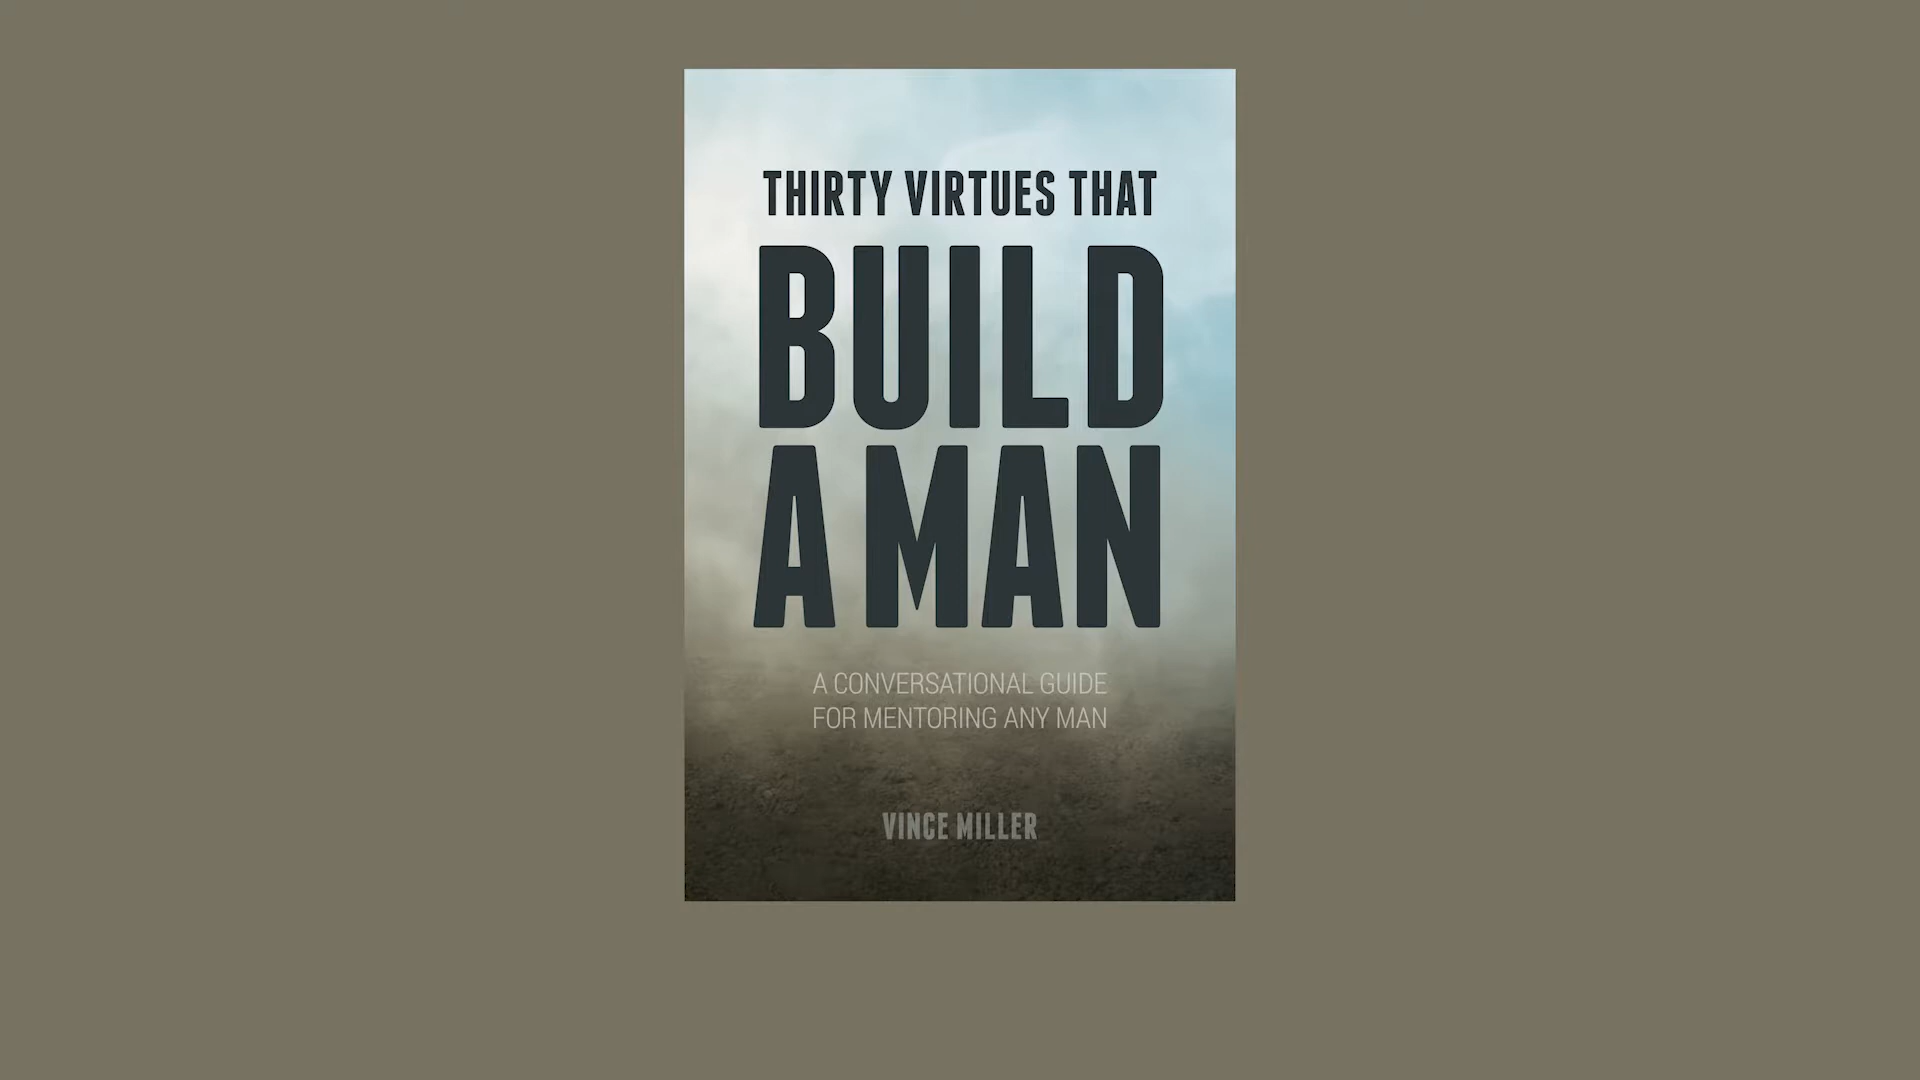 THIRTY VIRTUES THAT
BUILD
A MAN
A CONVERSATIONAL GUIDE
FOR MENTORING ANY MAN
VINCE MILLER